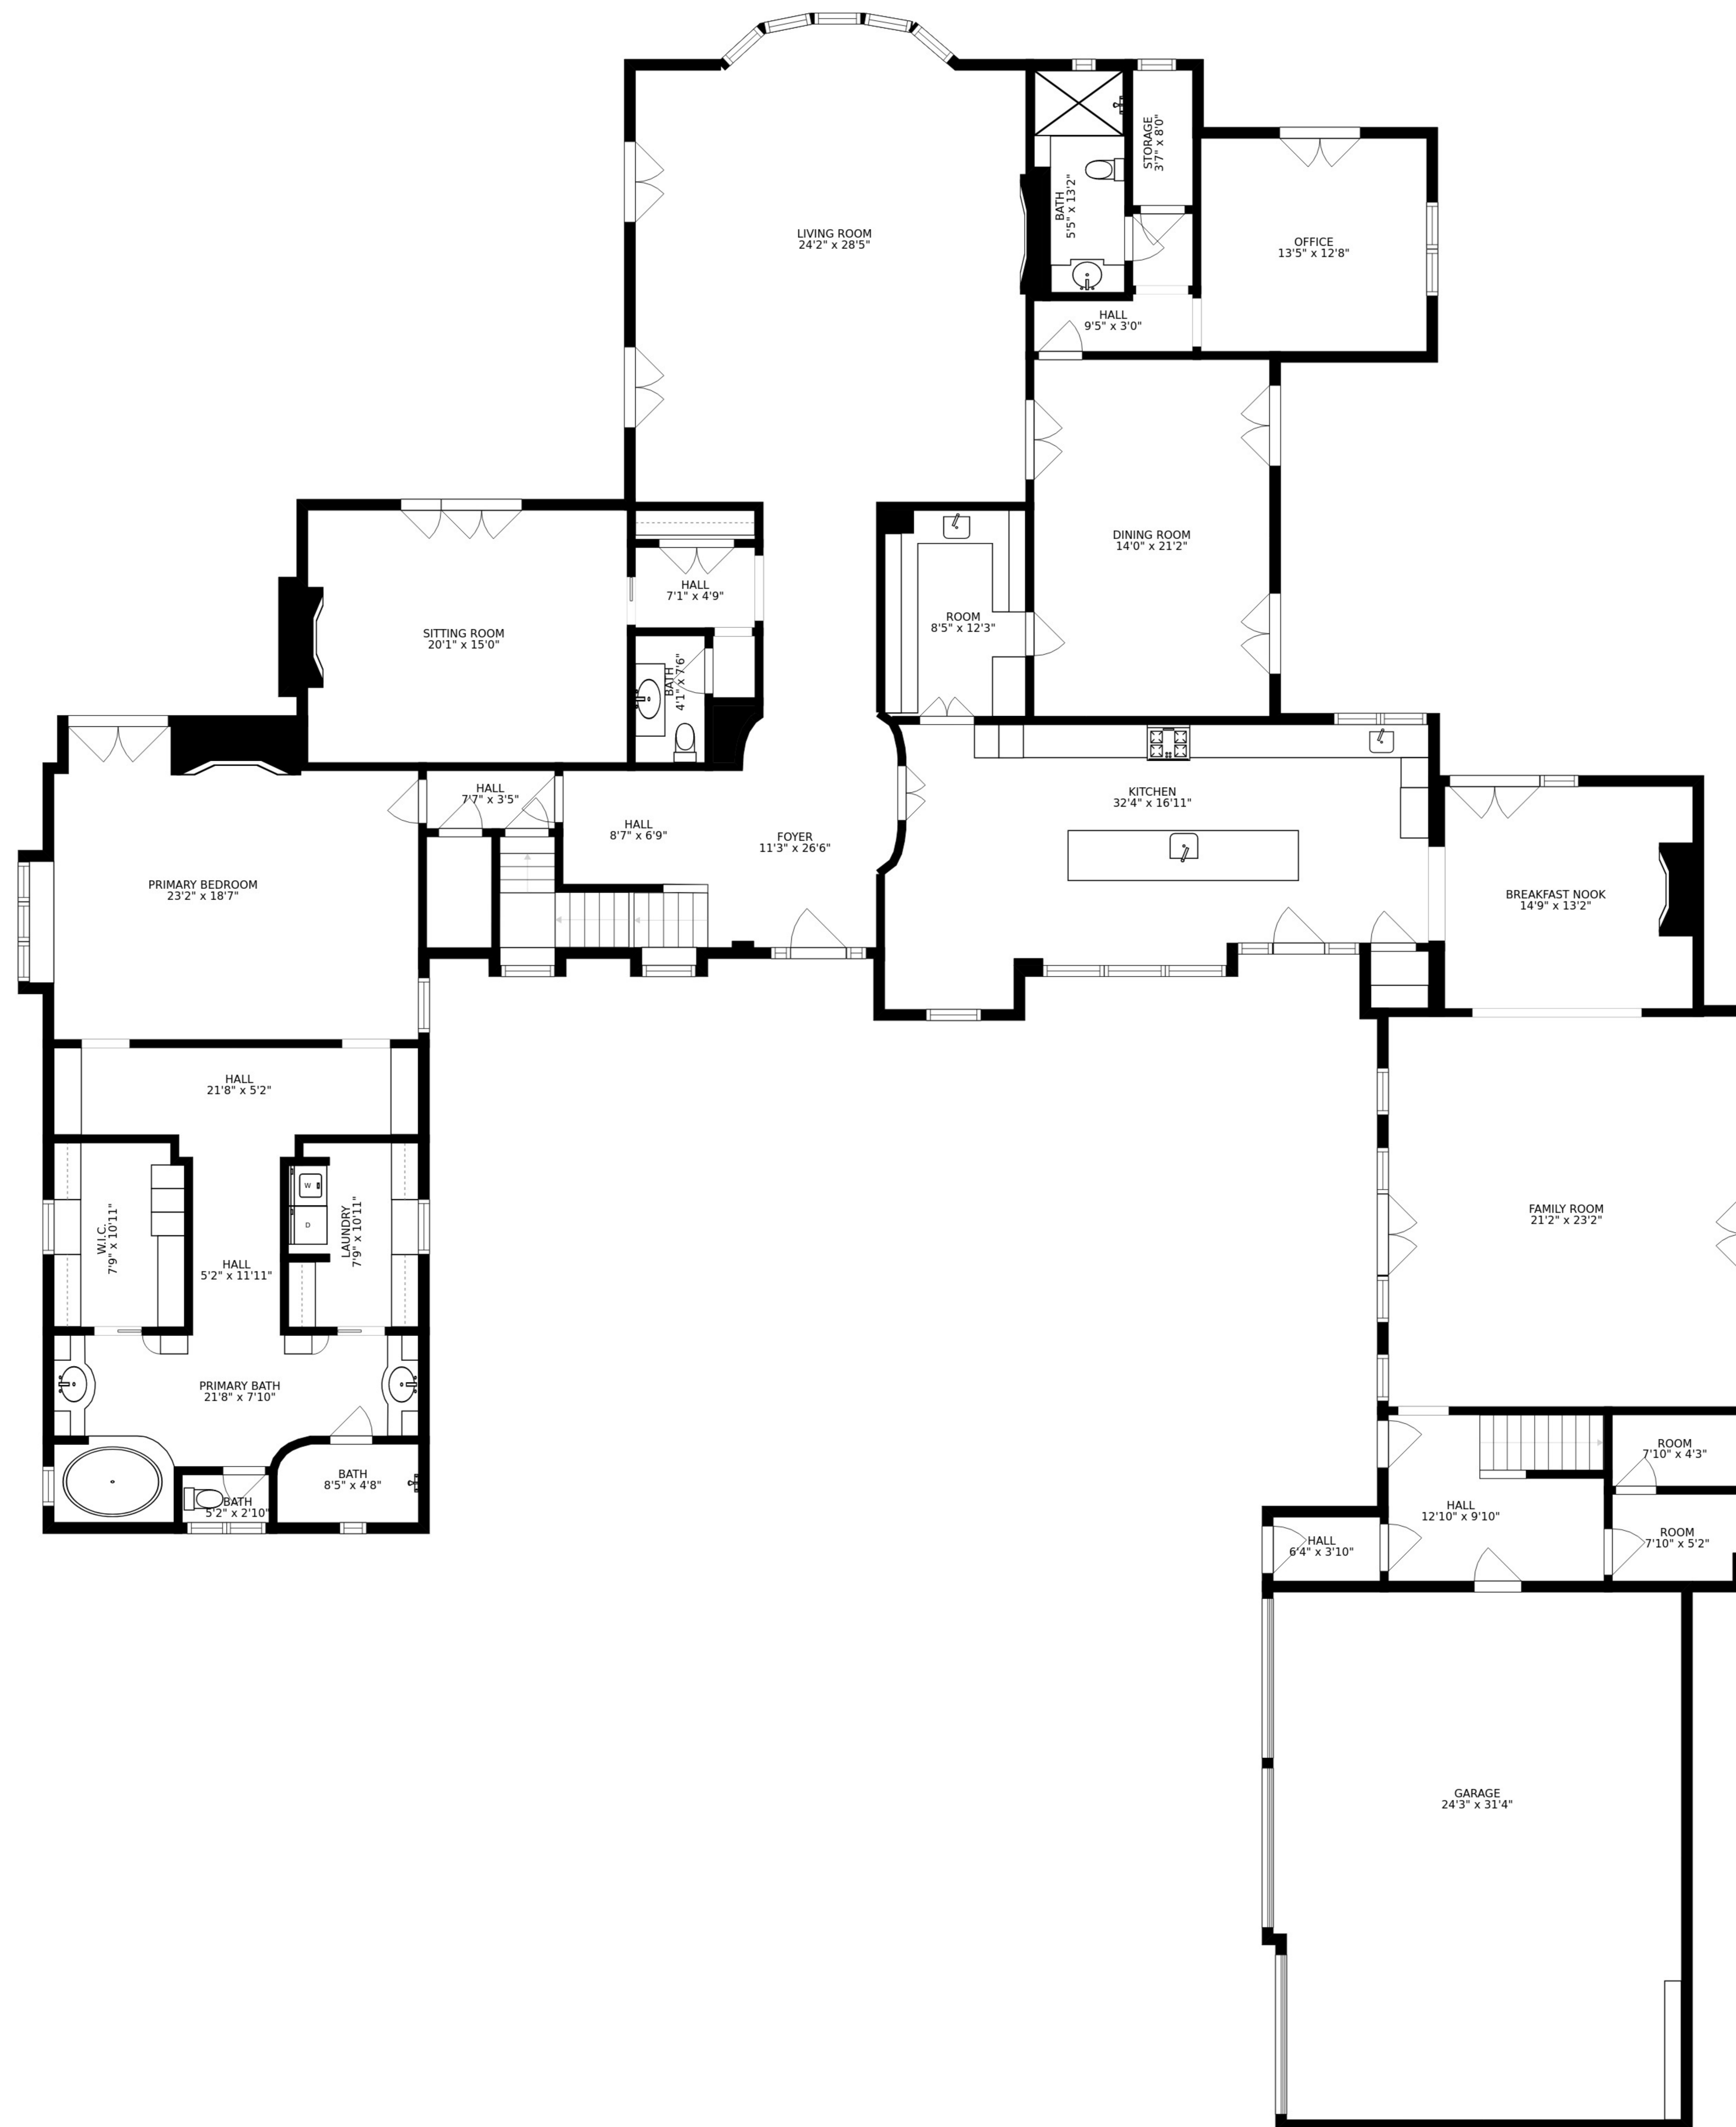 LIVING ROOM
24'2" x 28'5"
STORAGE
3'7" x 8'0"
BATH
5'5" x 13'2"
OFFICE
13'5" x 12'8"
HALL
9'5" x 3'0"
DINING ROOM
14'0" x 21'2"
HALL
7'1" x 4'9"
ROOM
8'5" x 12'3"
SITTING ROOM
20'1" x 15'0"
BATH
4'1" x 7'6"
HALL
7'7" x 3'5"
KITCHEN
32'4" x 16'11"
HALL
8'7" x 6'9"
FOYER
11'3" x 26'6"
PRIMARY BEDROOM
23'2" x 18'7"
BREAKFAST NOOK
14'9" x 13'2"
HALL
21'8" x 5'2"
W
D
W.I.C.
7'9" x 10'11"
LAUNDRY
7'9" x 10'11"
FAMILY ROOM
21'2" x 23'2"
HALL
5'2" x 11'11"
PRIMARY BATH
21'8" x 7'10"
ROOM
7'10" x 4'3"
BATH
8'5" x 4'8"
BATH
5'2" x 2'10"
HALL
12'10" x 9'10"
ROOM
7'10" x 5'2"
HALL
6'4" x 3'10"
GARAGE
24'3" x 31'4"